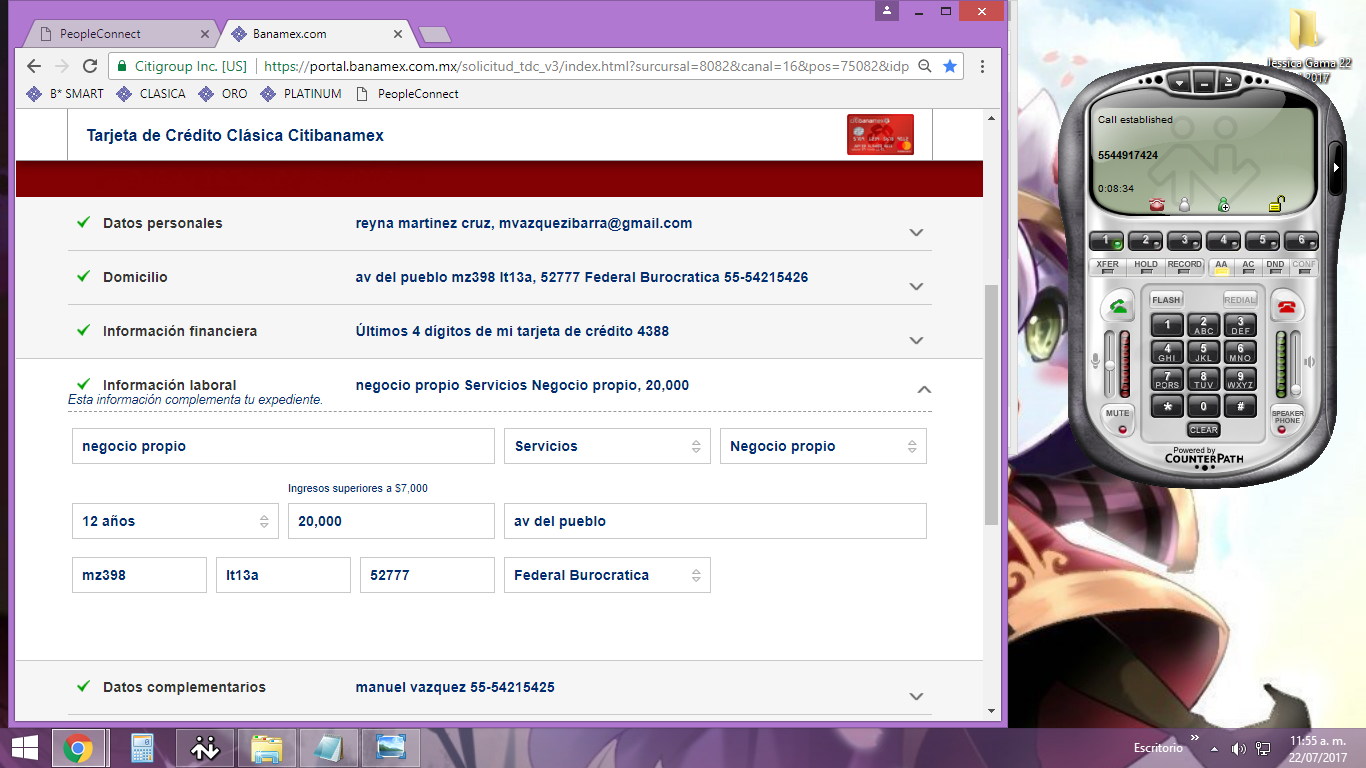 PeopleConnect
Banamex.com
Citigroup Inc. [US] https://portal.banamex.com.mx/solicitud_tdc_v3/index.html?sursursal=8082&canal=16&pos=75082&idp
B* SMART CLASICA ORO PLATINUM PeopleConnect
Tarjeta de Crédito Clásica Citibanamex
Datos personales reyna martinez cruz, mvazquezibarra@gmail.com
Domicilio av del pueblo mz398 lt13a, 52777 Federal Burocratica 55-54215426
Información financiera Últimos 4 dígitos de mi tarjeta de crédito 4388
Información laboral negocio propio Servicios Negocio propio, 20,000
Esta información complementa tu expediente.
negocio propio Servicios Negocio propio
Ingresos superiores a $7,000
12 años 20,000 av del pueblo
mz398 lt13a 52777 Federal Burocratica
Datos complementarios manuel vazquez 55-54215425
Jessica Gama 22
2017
Call established
5544917424
0:08:34
1 2 3 4 5 6
XFER HOLD RECORD AA AC DND CONF
FLASH REDIAL
1 2 ABC 3 DEF
4 GHI 5 JKL 6 MNO
7 PQRS 8 TUV 9 WXYZ
* 0 #
MUTE CLEAR SPEAKER PHONE
Powered by
COUNTERPATH
Escritorio
11:55 a. m.
22/07/2017